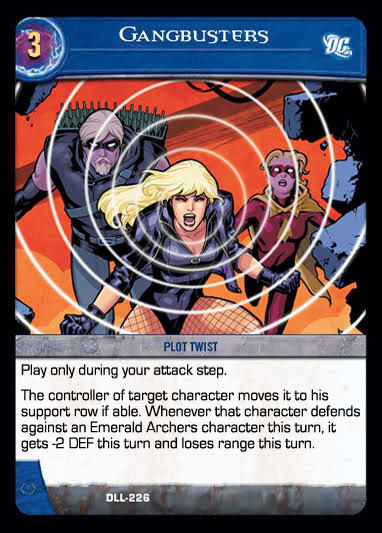 3
GANGBUSTERS
DC
PLOT TWIST
Play only during your attack step.
The controller of target character moves it to his
support row if able. Whenever that character defends
against an Emerald Archers character this turn, it
gets -2 DEF this turn and loses range this turn.
DLL-226